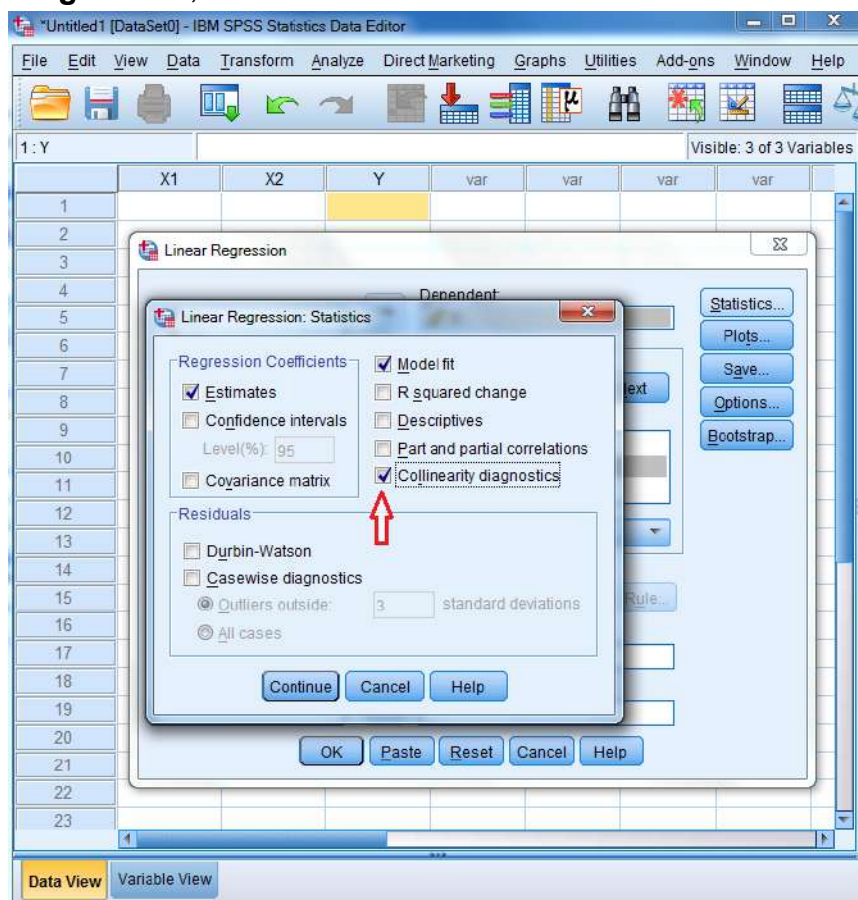 "Untitled1 [DataSet0] - IBM SPSS Statistics Data Editor
File Edit View Data Transform Analyze Direct Marketing Graphs Utilities Add-ons Window Help
1 : Y
Visible: 3 of 3 Variables
X1 X2 Y var var var var
1
2
3
4
5
6
7
8
9
10
11
12
13
14
15
16
17
18
19
20
21
22
23
Linear Regression
Dependent:
Statistics...
Plots...
Save...
Options...
Bootstrap...
Rule...
Linear Regression: Statistics
Regression Coefficients
Estimates
Confidence intervals
Level(%): 95
Covariance matrix
Model fit
R squared change
Descriptives
Part and partial correlations
Collinearity diagnostics
Residuals
Durbin-Watson
Casewise diagnostics
Outliers outside: 3 standard deviations
All cases
Continue Cancel Help
OK Paste Reset Cancel Help
Data View Variable View